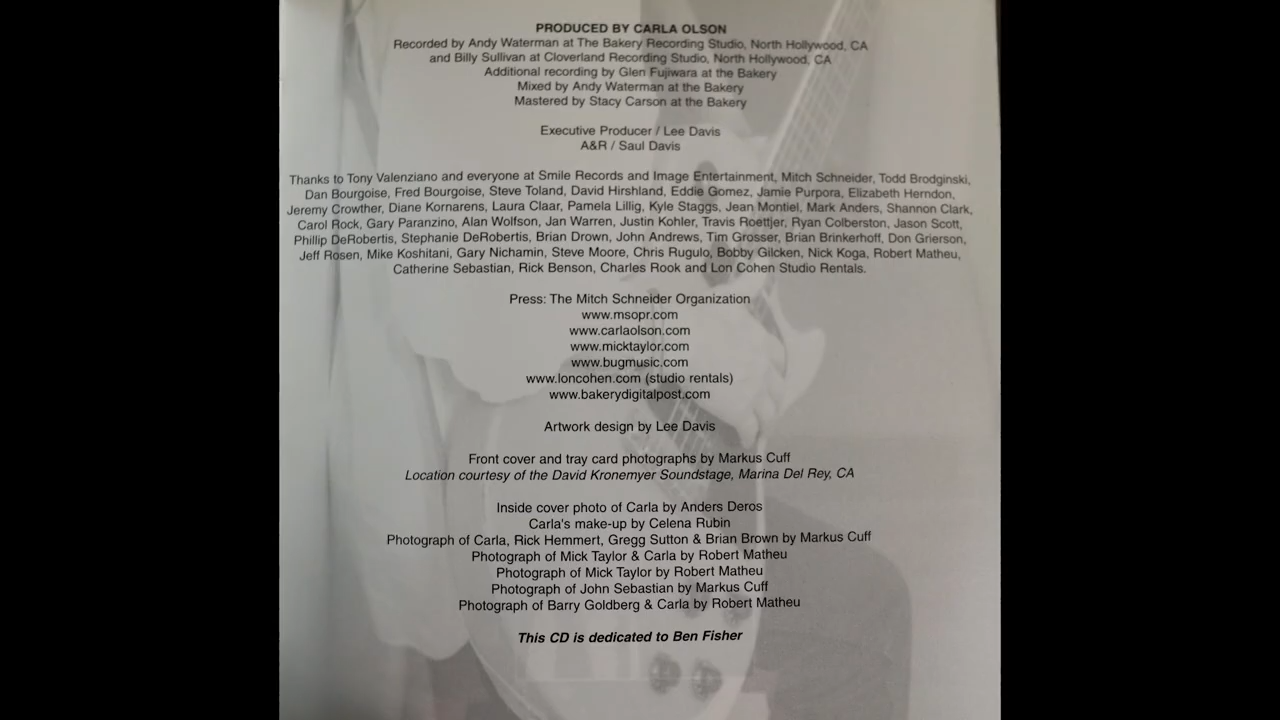 PRODUCED BY CARLA OLSON
Recorded by Andy Waterman at The Bakery Recording Studio, North Hollywood, CA
and Billy Sullivan at Cloverland Recording Studio, North Hollywood, CA
Additional recording by Glen Fujiwara at the Bakery
Mixed by Andy Waterman at the Bakery
Mastered by Stacy Carson at the Bakery
Executive Producer / Lee Davis
A&R / Saul Davis
Thanks to Tony Valenziano and everyone at Smile Records and Image Entertainment, Mitch Schneider, Todd Brodginski,
Dan Bourgoise, Fred Bourgoise, Steve Toland, David Hirshland, Eddie Gomez, Jamie Purpora, Elizabeth Herndon,
Jeremy Crowther, Diane Kornarens, Laura Claar, Pamela Lillig, Kyle Staggs, Jean Montiel, Mark Anders, Shannon Clark,
Carol Rock, Gary Paranzino, Alan Wolfson, Jan Warren, Justin Kohler, Travis Roettjer, Ryan Colberston, Jason Scott,
Phillip DeRobertis, Stephanie DeRobertis, Brian Drown, John Andrews, Tim Grosser, Brian Brinkerhoff, Don Grierson,
Jeff Rosen, Mike Koshitani, Gary Nichamin, Steve Moore, Chris Rugulo, Bobby Gilcken, Nick Koga, Robert Matheu,
Catherine Sebastian, Rick Benson, Charles Rook and Lon Cohen Studio Rentals.
Press: The Mitch Schneider Organization
www.msopr.com
www.carlaolson.com
www.micktaylor.com
www.bugmusic.com
www.loncohen.com (studio rentals)
www.bakerydigitalpost.com
Artwork design by Lee Davis
Front cover and tray card photographs by Markus Cuff
Location courtesy of the David Kronemyer Soundstage, Marina Del Rey, CA
Inside cover photo of Carla by Anders Deros
Carla's make-up by Celena Rubin
Photograph of Carla, Rick Hemmert, Gregg Sutton & Brian Brown by Markus Cuff
Photograph of Mick Taylor & Carla by Robert Matheu
Photograph of Mick Taylor by Robert Matheu
Photograph of John Sebastian by Markus Cuff
Photograph of Barry Goldberg & Carla by Robert Matheu
This CD is dedicated to Ben Fisher